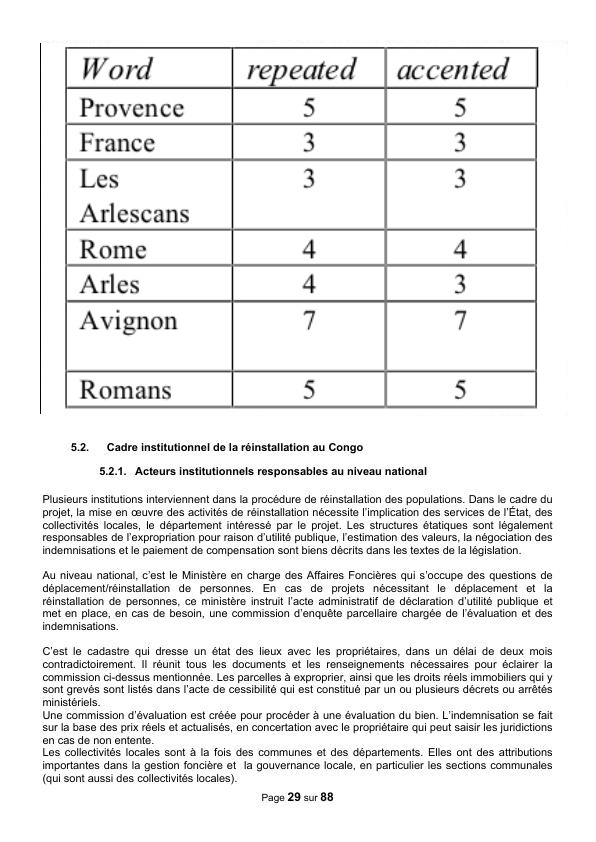 Word repeated accented
Provence 5 5
France 3 3
Les 3 3
Arlescans
Rome 4 4
Arles 4 3
Avignon 7 7
Romans 5 5
5.2. Cadre institutionnel de la réinstallation au Congo
5.2.1. Acteurs institutionnels responsables au niveau national
Plusieurs institutions interviennent dans la procédure de réinstallation des populations. Dans le cadre du
projet, la mise en œuvre des activités de réinstallation nécessite l'implication des services de l'État, des
collectivités locales, le département intéressé par le projet. Les structures étatiques sont légalement
responsables de l'expropriation pour raison d'utilité publique, l'estimation des valeurs, la négociation des
indemnisations et le paiement de compensation sont biens décrits dans les textes de la législation.
Au niveau national, c'est le Ministère en charge des Affaires Foncières qui s'occupe des questions de
déplacement/réinstallation de personnes. En cas de projets nécessitant le déplacement et la
réinstallation de personnes, ce ministère instruit l'acte administratif de déclaration d'utilité publique et
met en place, en cas de besoin, une commission d'enquête parcellaire chargée de l'évaluation et des
indemnisations.
C'est le cadastre qui dresse un état des lieux avec les propriétaires, dans un délai de deux mois
contradictoirement. Il réunit tous les documents et les renseignements nécessaires pour éclairer la
commission ci-dessus mentionnée. Les parcelles à exproprier, ainsi que les droits réels immobiliers qui y
sont grevés sont listés dans l'acte de cessibilité qui est constitué par un ou plusieurs décrets ou arrêtés
ministériels.
Une commission d'évaluation est créée pour procéder à une évaluation du bien. L'indemnisation se fait
sur la base des prix réels et actualisés, en concertation avec le propriétaire qui peut saisir les juridictions
en cas de non entente.
Les collectivités locales sont à la fois des communes et des départements. Elles ont des attributions
importantes dans la gestion foncière et la gouvernance locale, en particulier les sections communales
(qui sont aussi des collectivités locales).
Page 29 sur 88